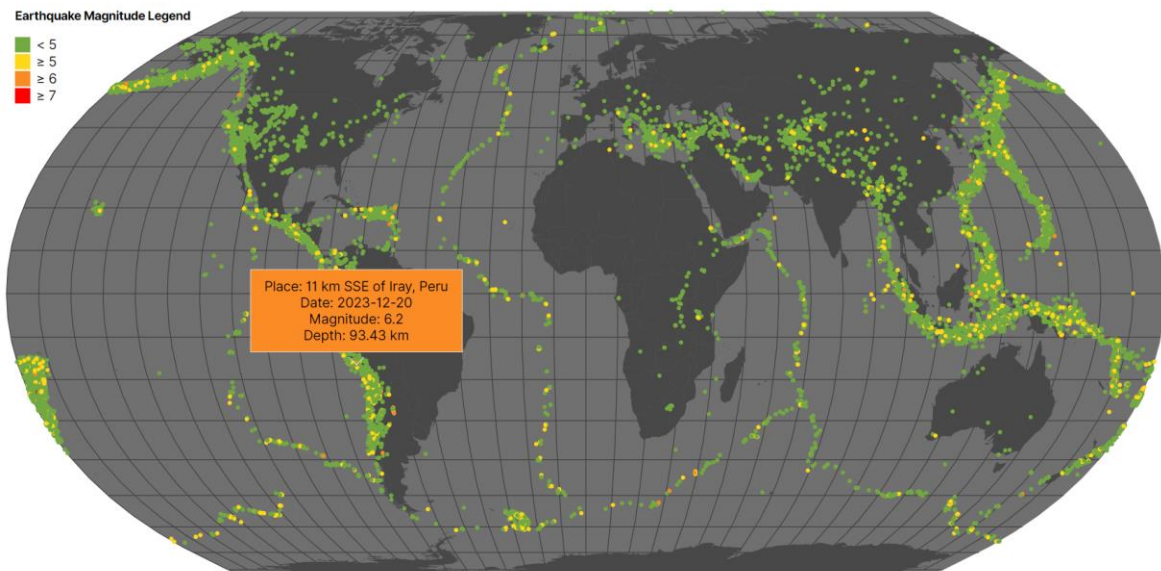 Earthquake Magnitude Legend
< 5
≥ 5
≥ 6
≥ 7
Place: 11 km SSE of Iray, Peru
Date: 2023-12-20
Magnitude: 6.2
Depth: 93.43 km